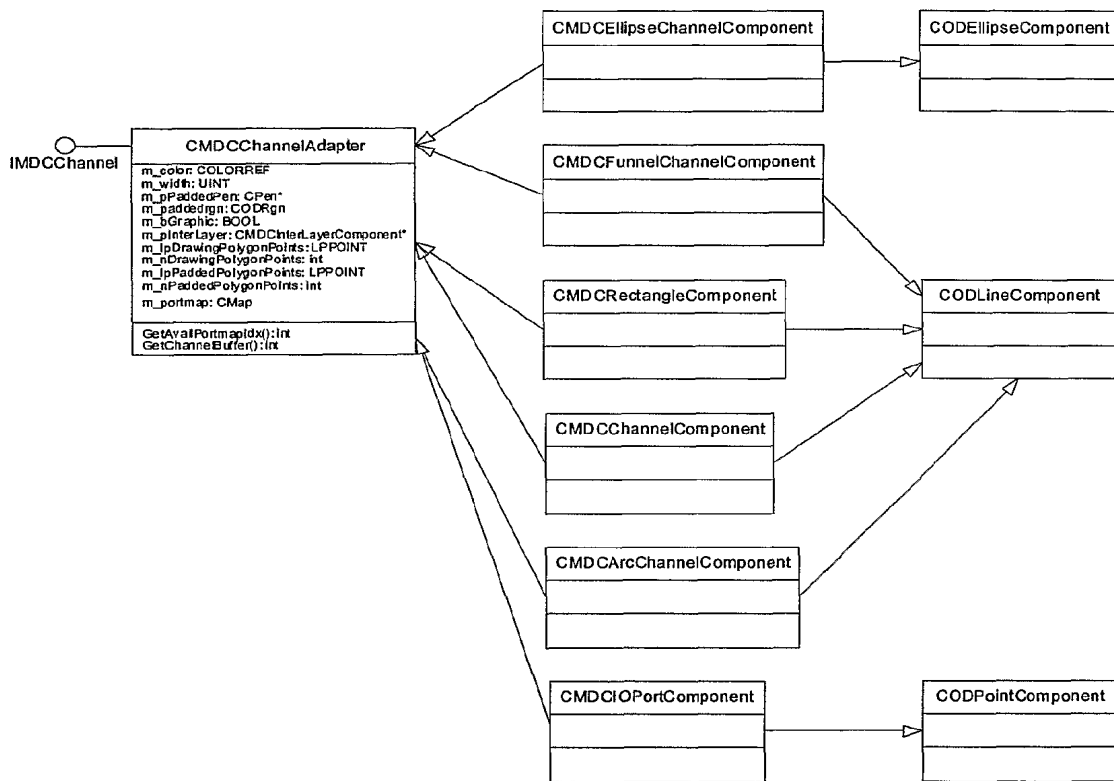 CMDCEllipseChannelComponent
CODEllipseComponent
IMDCChannel
CMDCChannelAdapter
m_color: COLORREF
m_width: UINT
m_pPaddedPen: CPen*
m_paddedrgn: CODRgn
m_bGraphic: BOOL
m_pInterLayer: CMDCInterLayerComponent*
m_lpDrawingPolygonPoints: LPPOINT
m_nDrawingPolygonPoints: int
m_lpPaddedPolygonPoints: LPPOINT
m_nPaddedPolygonPoints: int
m_portmap: CMap
GetAvailPortmapIdx(): int
GetChannelBuffer(): int
CMDCFunnelChannelComponent
CMDCRectangleComponent
CODLineComponent
CMDCChannelComponent
CMDCArcChannelComponent
CMDCIOPortComponent
CODPointComponent